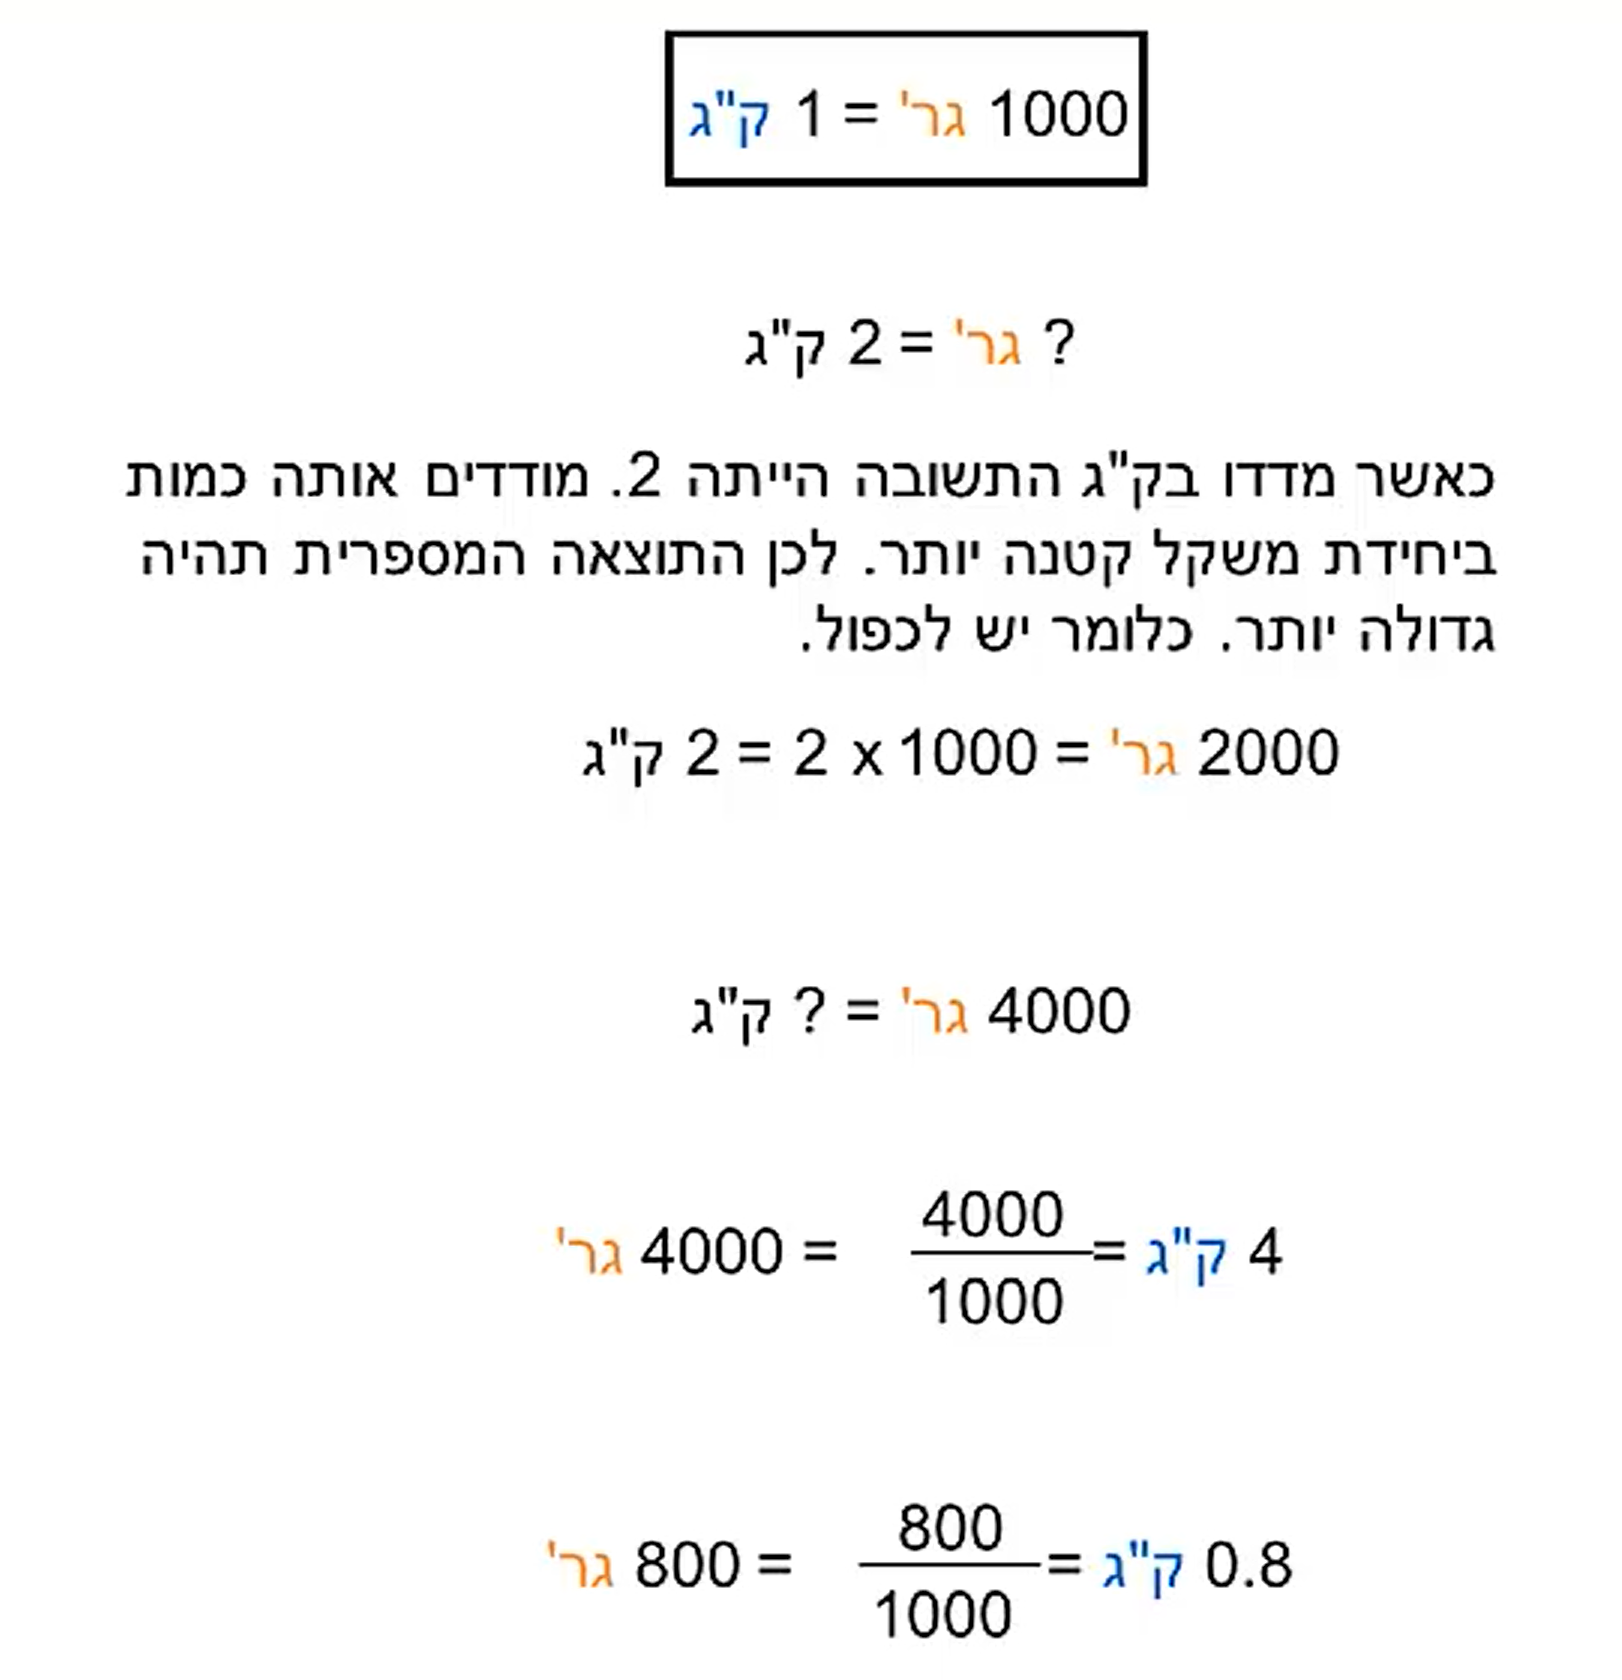 1 ק"ג = 1000 גר'
2 ק"ג = ? גר'
כאשר מדדו בק"ג התשובה הייתה 2. מודדים אותה כמות
ביחידת משקל קטנה יותר. לכן התוצאה המספרית תהיה
גדולה יותר. כלומר יש לכפול.
2 ק"ג = 2 x 1000 = 2000 גר'
? ק"ג = 4000 גר'
4000 גר' = 4000/1000 = 4 ק"ג
800 גר' = 800/1000 = 0.8 ק"ג